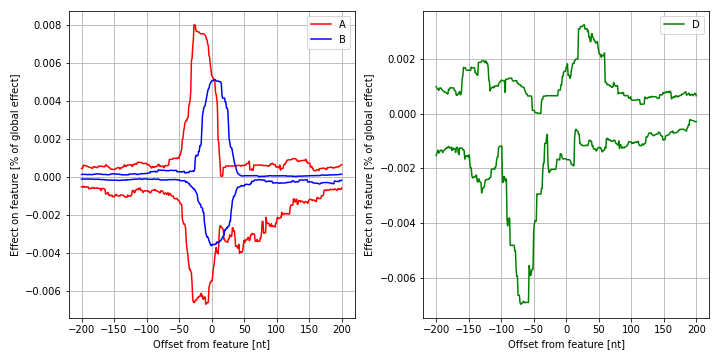 0.008
0.006
0.004
0.002
0.000
−0.002
−0.004
−0.006
Effect on feature [% of global effect]
−200 −150 −100 −50 0 50 100 150 200
Offset from feature [nt]
A
B
0.002
0.000
−0.002
−0.004
−0.006
Effect on feature [% of global effect]
−200 −150 −100 −50 0 50 100 150 200
Offset from feature [nt]
D